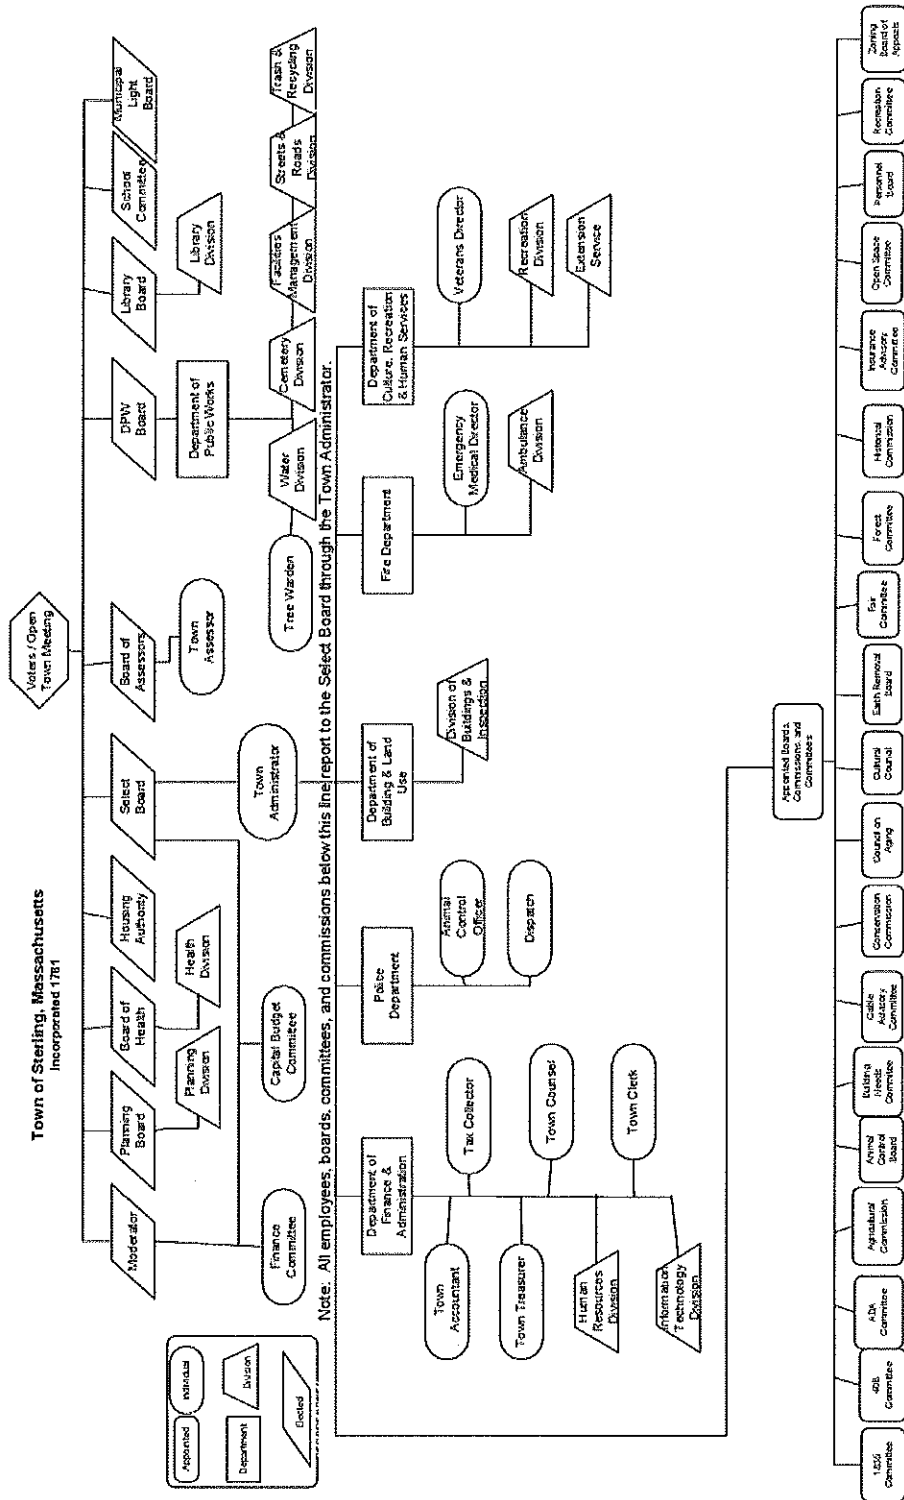 Town of Sterling, Massachusetts
Incorporated 1781
Voters / Open
Town Meeting
Moderator
Planning
Board
Board of
Health
Housing
Authority
Select
Board
Board of
Assessors
DPW
Board
Library
Board
School
Committee
Municipal
Light
Board
Planning
Division
Health
Division
Town
Assessor
Department of
Public Works
Library
Division
Finance
Committee
Capital Budget
Committee
Town
Administrator
Tree Warden
Water
Division
Cemetery
Division
Facilities
Management
Division
Streets &
Roads
Division
Trash &
Recycling
Division
Appointed
Individual
Department
Division
Elected
Note: All employees, boards, committees, and commissions below this line report to the Select Board through the Town Administrator.
Department of
Finance &
Administration
Police
Department
Department of
Building & Land
Use
Fire Department
Department of
Culture, Recreation
& Human Services
Town
Accountant
Tax Collector
Town Treasurer
Town Counsel
Human
Resources
Division
Town Clerk
Information
Technology
Division
Animal
Control
Officer
Dispatch
Division of
Buildings &
Inspection
Emergency
Medical Director
Ambulance
Division
Veterans Director
Recreation
Division
Extension
Service
Appointed Boards,
Commissions, and
Committees
1835
Committee
40B
Committee
ADA
Committee
Agricultural
Commission
Animal
Control
Board
Building
Needs
Committee
Cable
Advisory
Committee
Conservation
Commission
Council on
Aging
Cultural
Council
Earth Removal
Board
Fair
Committee
Forest
Committee
Historical
Commission
Insurance
Advisory
Committee
Open Space
Committee
Personnel
Board
Recreation
Committee
Zoning
Board of
Appeals